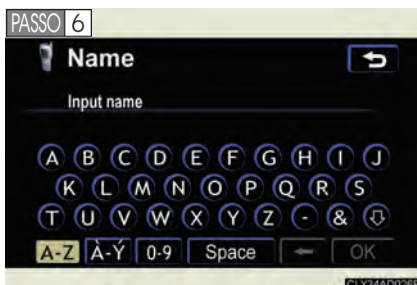 PASSO 6
Name
Input name
A B C D E F G H I J
K L M N O P Q R S
T U V W X Y Z - &
A-Z À-Ý 0-9 Space ← OK